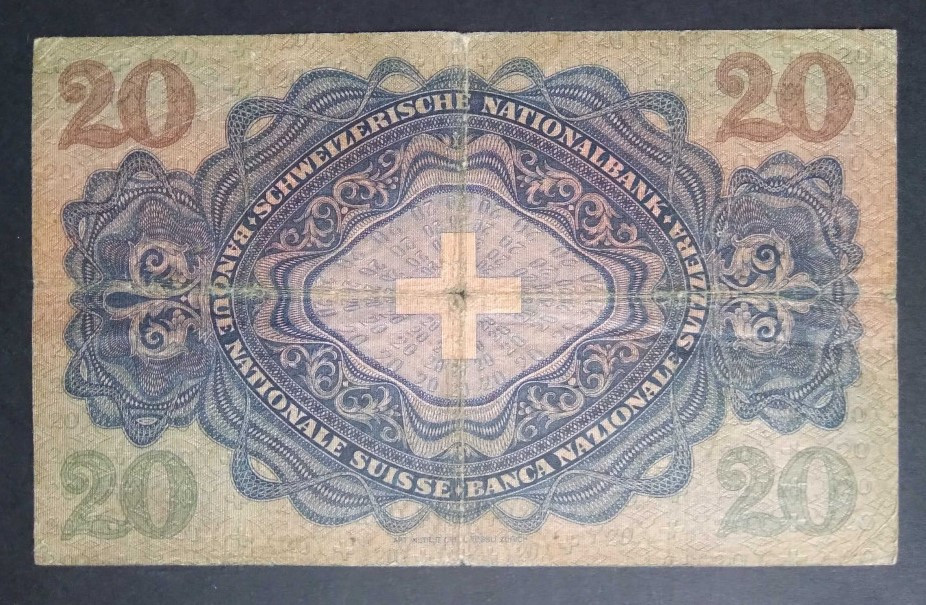 20 20
SCHWEIZERISCHE NATIONALBANK
BANQUE NATIONALE SUISSE
BANCA NAZIONALE SVIZZERA
20 20